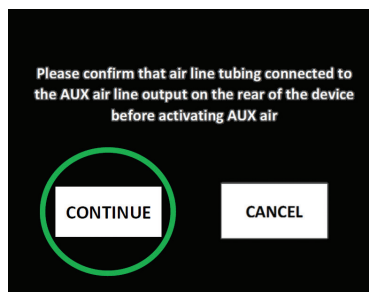 Please confirm that air line tubing connected to
the AUX air line output on the rear of the device
before activating AUX air
CONTINUE
CANCEL